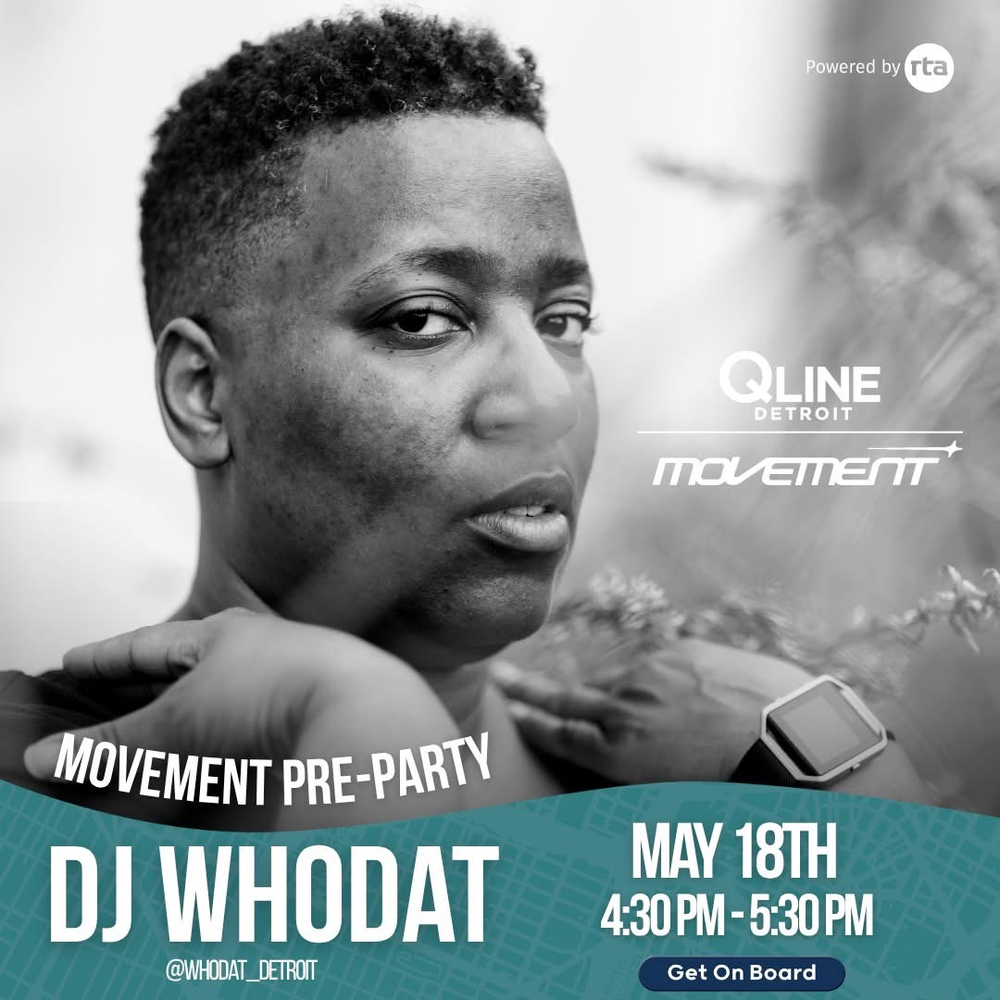 Powered by rta
QLINE
DETROIT
MOVEMENT
MOVEMENT PRE-PARTY
DJ WHODAT
@WHODAT_DETROIT
MAY 18TH
4:30 PM - 5:30 PM
Get On Board